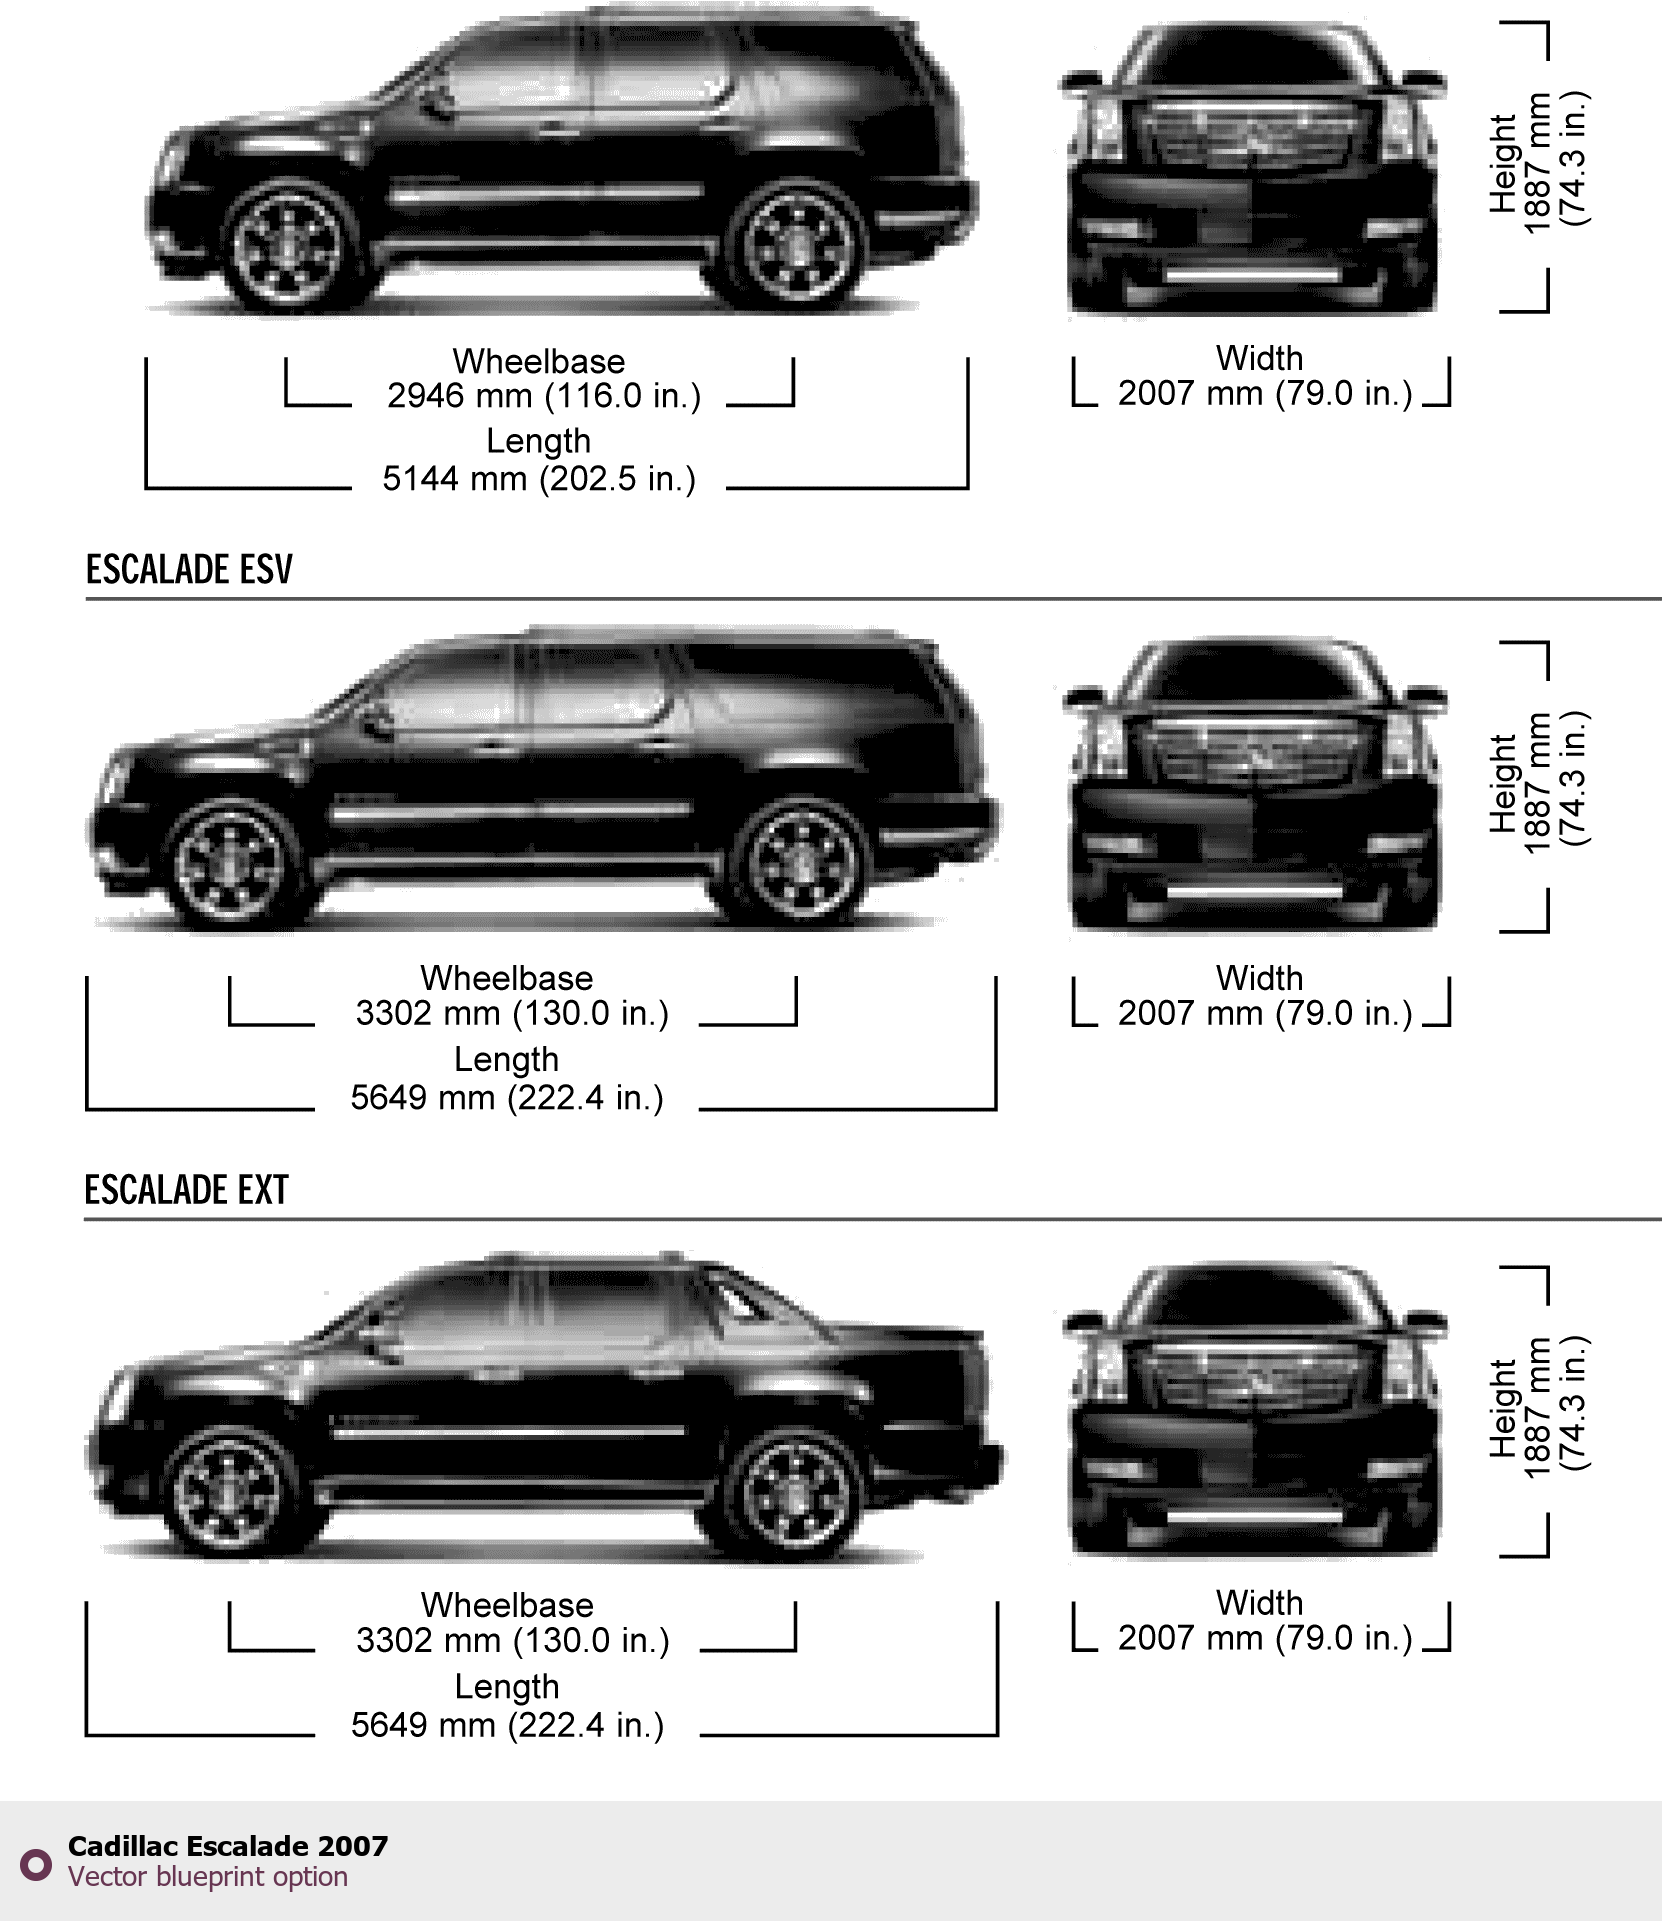 Height
1887 mm
(74.3 in.)
Wheelbase
2946 mm (116.0 in.)
Length
5144 mm (202.5 in.)
Width
2007 mm (79.0 in.)
ESCALADE ESV
Height
1887 mm
(74.3 in.)
Wheelbase
3302 mm (130.0 in.)
Length
5649 mm (222.4 in.)
Width
2007 mm (79.0 in.)
ESCALADE EXT
Height
1887 mm
(74.3 in.)
Wheelbase
3302 mm (130.0 in.)
Length
5649 mm (222.4 in.)
Width
2007 mm (79.0 in.)
Cadillac Escalade 2007
Vector blueprint option